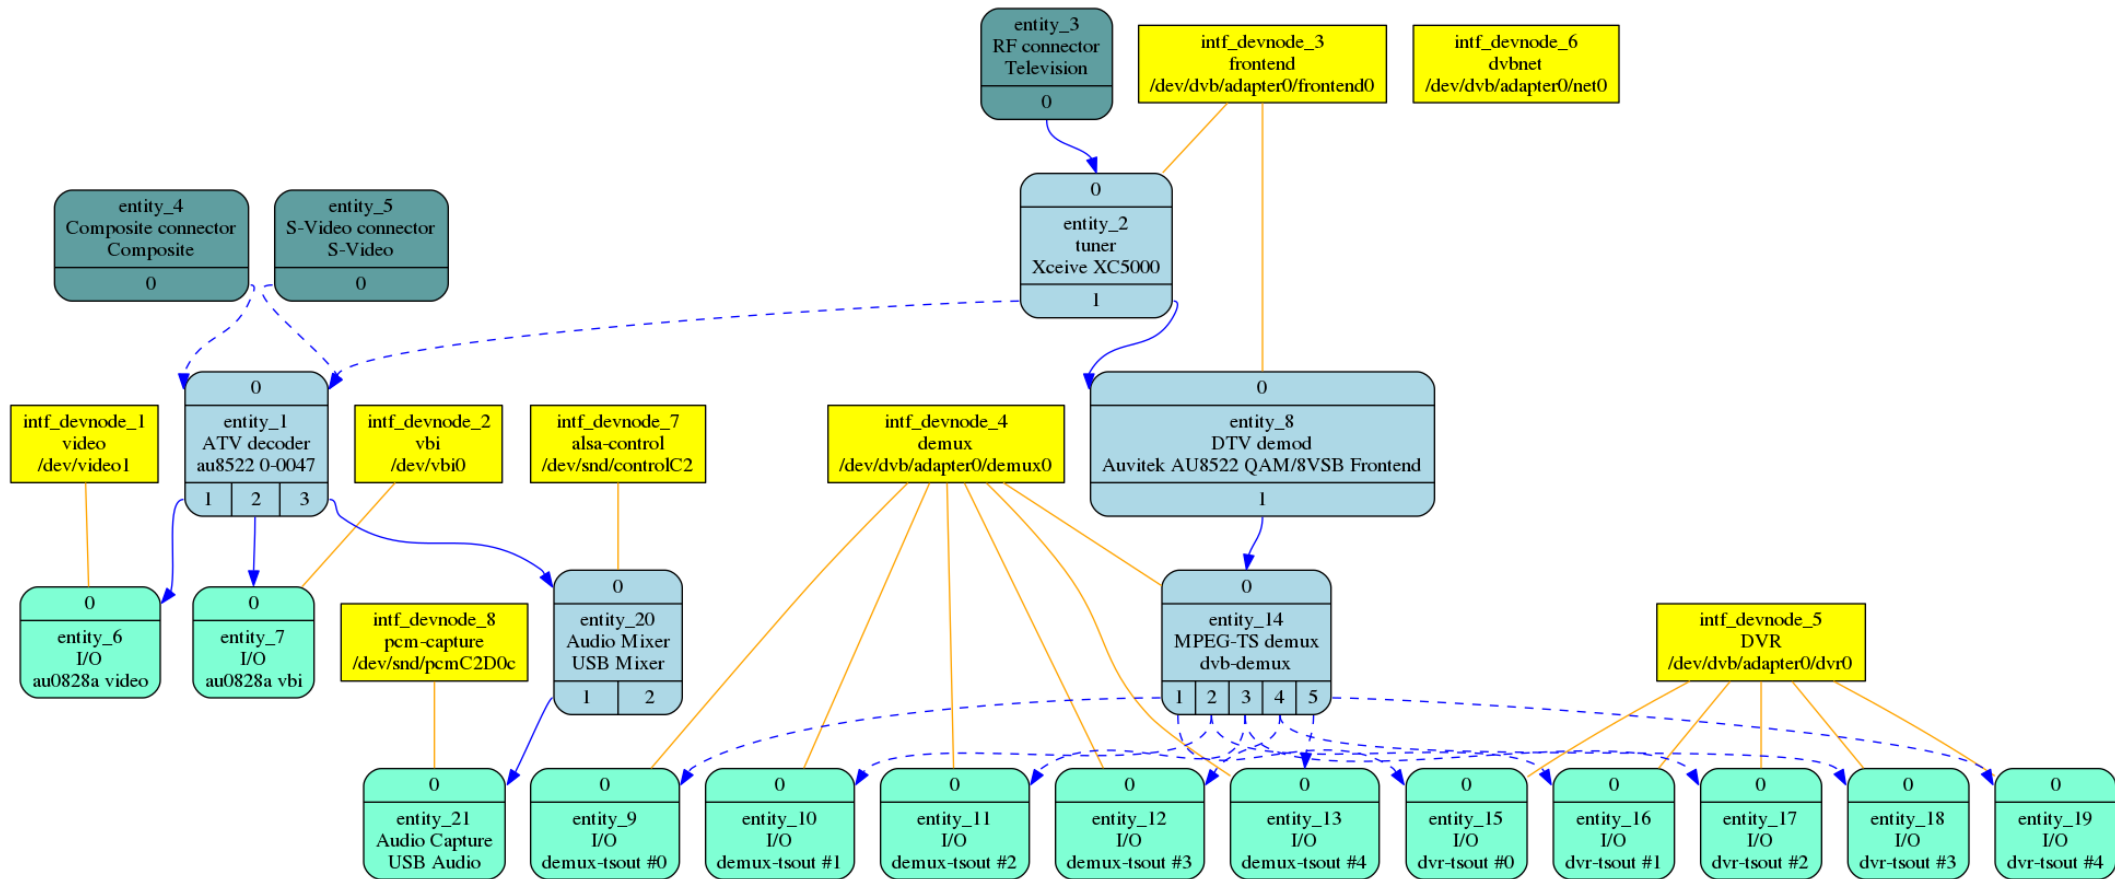 entity_3
RF connector
Television
0
intf_devnode_3
frontend
/dev/dvb/adapter0/frontend0
intf_devnode_6
dvbnet
/dev/dvb/adapter0/net0
entity_4
Composite connector
Composite
0
entity_5
S-Video connector
S-Video
0
0
entity_2
tuner
Xceive XC5000
1
intf_devnode_1
video
/dev/video1
0
entity_1
ATV decoder
au8522 0-0047
1 2 3
intf_devnode_2
vbi
/dev/vbi0
intf_devnode_7
alsa-control
/dev/snd/controlC2
intf_devnode_4
demux
/dev/dvb/adapter0/demux0
0
entity_8
DTV demod
Auvitek AU8522 QAM/8VSB Frontend
1
0
entity_6
I/O
au0828a video
0
entity_7
I/O
au0828a vbi
intf_devnode_8
pcm-capture
/dev/snd/pcmC2D0c
0
entity_20
Audio Mixer
USB Mixer
1 2
0
entity_14
MPEG-TS demux
dvb-demux
1 2 3 4 5
intf_devnode_5
DVR
/dev/dvb/adapter0/dvr0
0
entity_21
Audio Capture
USB Audio
0
entity_9
I/O
demux-tsout #0
0
entity_10
I/O
demux-tsout #1
0
entity_11
I/O
demux-tsout #2
0
entity_12
I/O
demux-tsout #3
0
entity_13
I/O
demux-tsout #4
0
entity_15
I/O
dvr-tsout #0
0
entity_16
I/O
dvr-tsout #1
0
entity_17
I/O
dvr-tsout #2
0
entity_18
I/O
dvr-tsout #3
0
entity_19
I/O
dvr-tsout #4